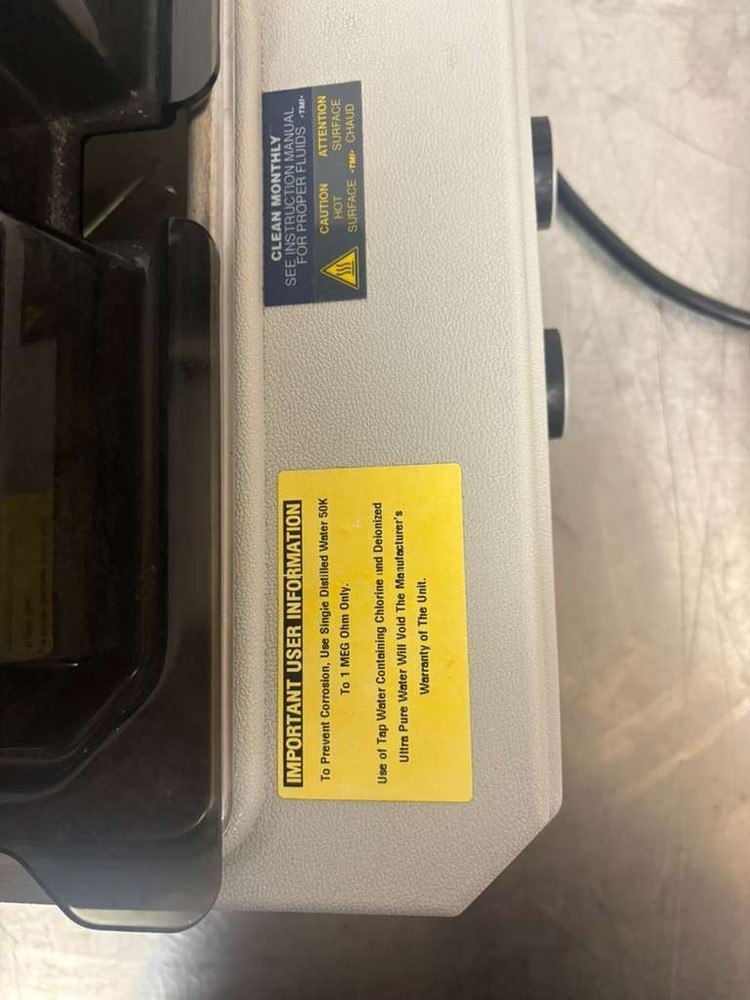 CLEAN MONTHLY
SEE INSTRUCTION MANUAL
FOR PROPER FLUIDS •TMI•
CAUTION
HOT
SURFACE •TMI•
ATTENTION
SURFACE
CHAUD
IMPORTANT USER INFORMATION
To Prevent Corrosion, Use Single Distilled Water 50K
To 1 MEG Ohm Only.
Use of Tap Water Containing Chlorine and Deionized
Ultra Pure Water Will Void The Manufacturer's
Warranty of The Unit.